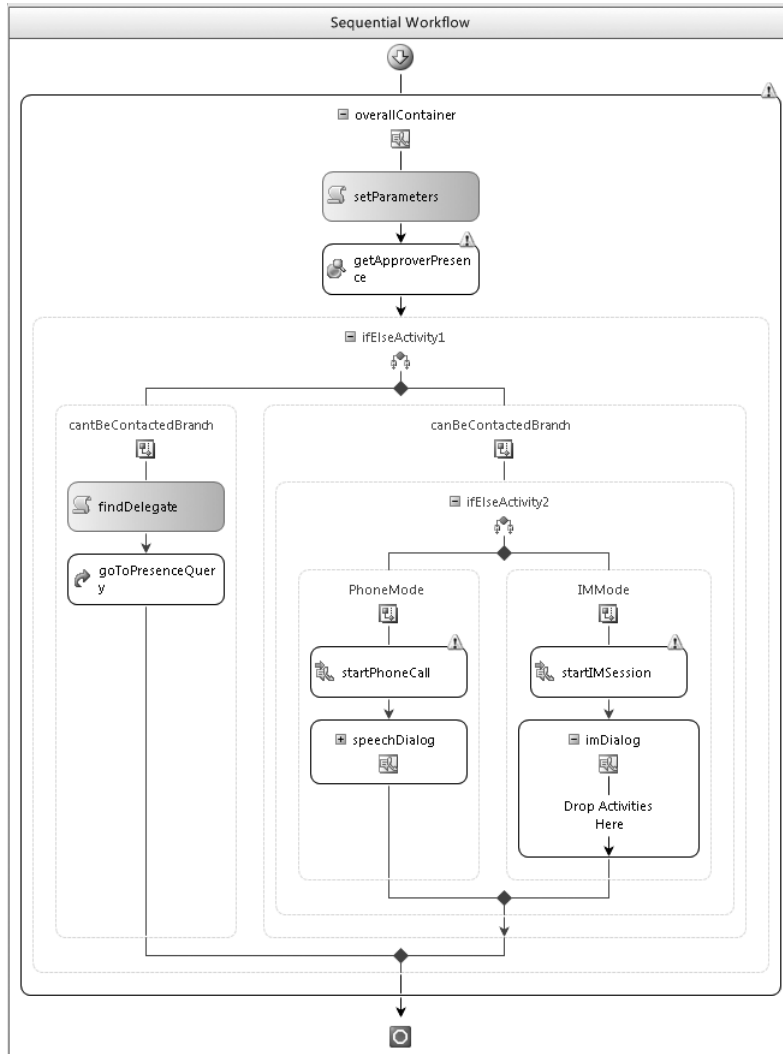 Sequential Workflow
overallContainer
setParameters
getApproverPresen
ce
ifElseActivity1
cantBeContactedBranch
canBeContactedBranch
findDelegate
ifElseActivity2
goToPresenceQuer
y
PhoneMode
IMMode
startPhoneCall
startIMSession
speechDialog
imDialog
Drop Activities
Here